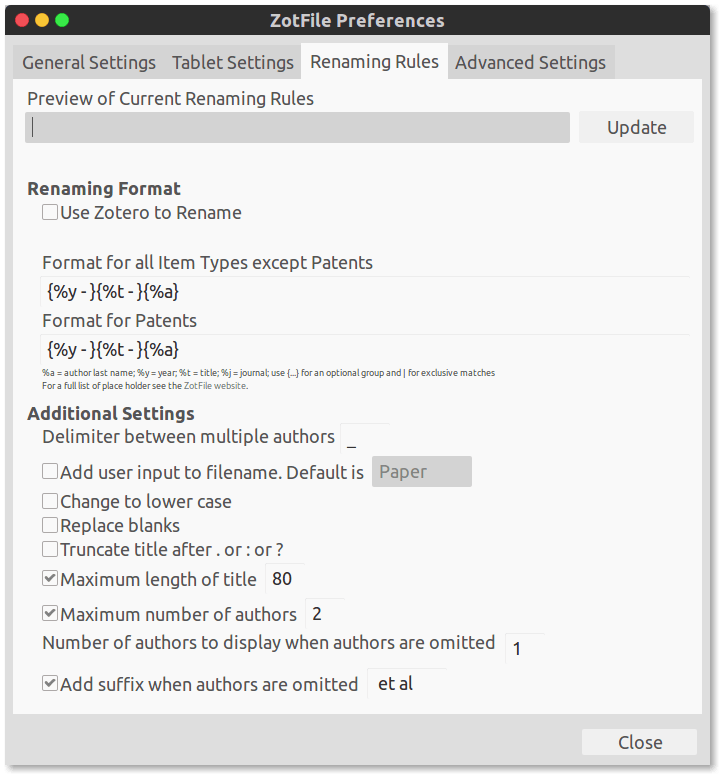 ZotFile Preferences
General Settings Tablet Settings Renaming Rules Advanced Settings
Preview of Current Renaming Rules
Update
Renaming Format
Use Zotero to Rename
Format for all Item Types except Patents
{%y - }{%t - }{%a}
Format for Patents
{%y - }{%t - }{%a}
%a = author last name; %y = year; %t = title; %j = journal; use {...} for an optional group and | for exclusive matches
For a full list of place holder see the ZotFile website.
Additional Settings
Delimiter between multiple authors _
Add user input to filename. Default is Paper
Change to lower case
Replace blanks
Truncate title after . or : or ?
Maximum length of title 80
Maximum number of authors 2
Number of authors to display when authors are omitted 1
Add suffix when authors are omitted et al
Close